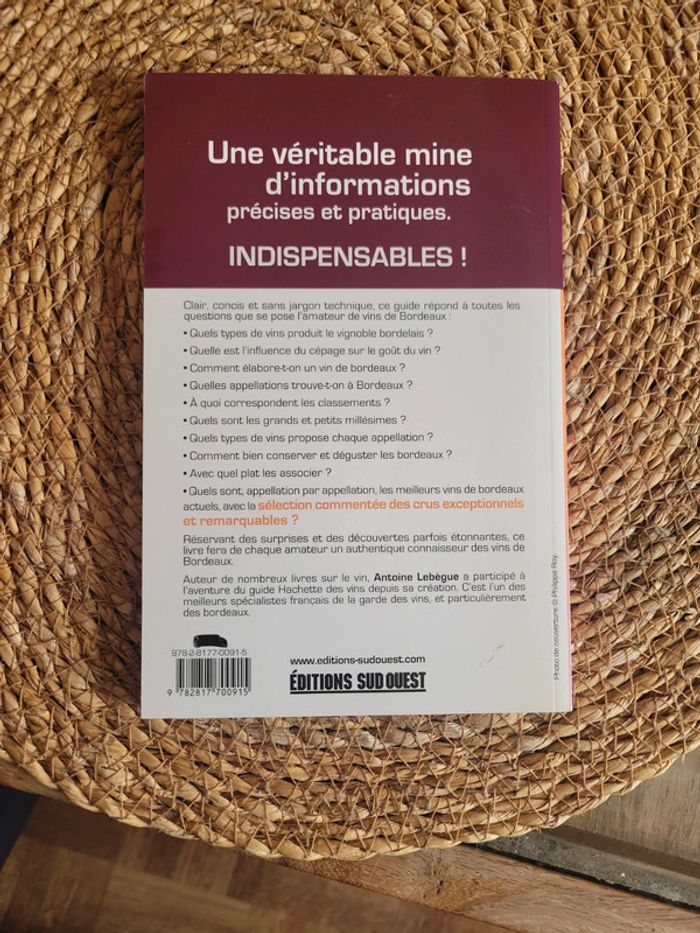 Une véritable mine
d'informations
précises et pratiques.
INDISPENSABLES !
Clair, concis et sans jargon technique, ce guide répond à toutes les
questions que se pose l'amateur de vins de Bordeaux :
• Quels types de vins produit le vignoble bordelais ?
• Quelle est l'influence du cépage sur le goût du vin ?
• Comment élabore-t-on un vin de bordeaux ?
• Quelles appellations trouve-t-on à Bordeaux ?
• À quoi correspondent les classements ?
• Quels sont les grands et petits millésimes ?
• Quels types de vins propose chaque appellation ?
• Comment bien conserver et déguster les bordeaux ?
• Avec quel plat les associer ?
• Quels sont, appellation par appellation, les meilleurs vins de bordeaux
actuels, avec la sélection commentée des crus exceptionnels
et remarquables ?
Réservant des surprises et des découvertes parfois étonnantes, ce
livre fera de chaque amateur un authentique connaisseur des vins de
Bordeaux.
Auteur de nombreux livres sur le vin, Antoine Lebègue a participé à
l'aventure du guide Hachette des vins depuis sa création. C'est l'un des
meilleurs spécialistes français de la garde des vins, et particulièrement
des bordeaux.
Photo de couverture © Philippe Roy.
978-2-8177-0091-5
9 782817 700915
www.editions-sudouest.com
ÉDITIONS SUD OUEST